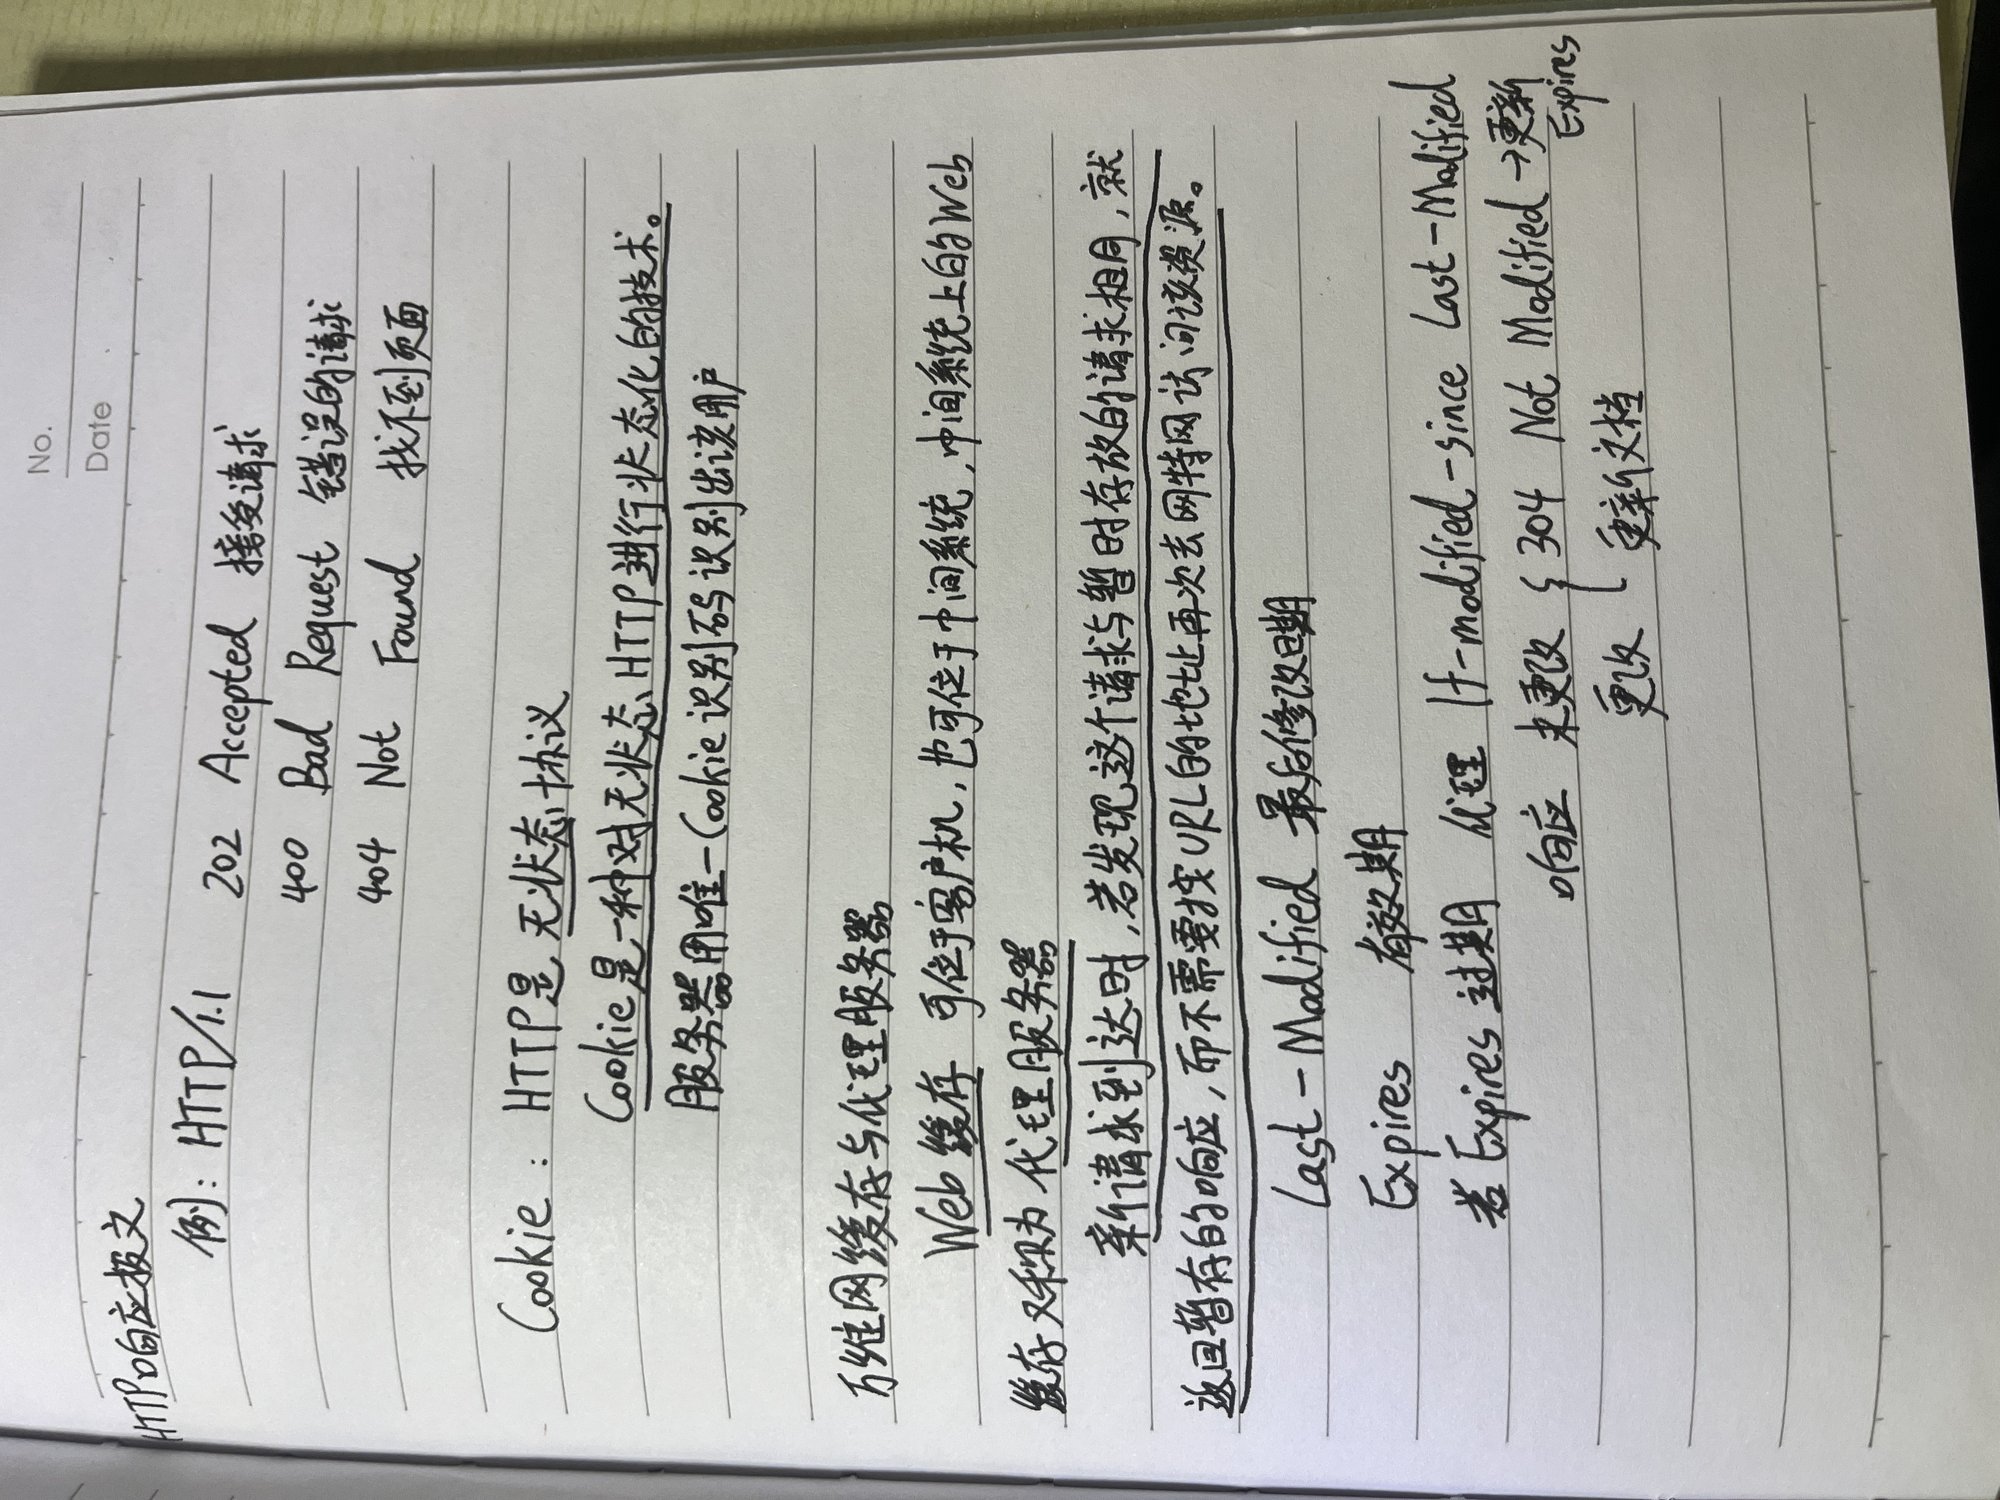 No.
Date
HTTP响应报文
例: HTTP/1.1 202 Accepted 接受请求
400 Bad Request 错误的请求
404 Not Found 找不到页面
Cookie: HTTP是无状态协议
Cookie是一种对无状态HTTP进行状态化的技术。
服务器用唯一Cookie识别码识别出该用户
万维网缓存与代理服务器
Web缓存 可位于客户机,也可位于中间系统,中间系统上的Web
缓存又称为代理服务器
新请求到达时,若发现这个请求与暂时存放的请求相同,就
返回暂存的响应,而不需要按URL的地址再次去因特网访问该资源。
Last-Modified 最后修改日期
Expires 有效期
若Expires过期 代理 If-modified-since Last-Modified
响应 未更改 { 304 Not Modified → 更新 Expires
更改 { 更新文档